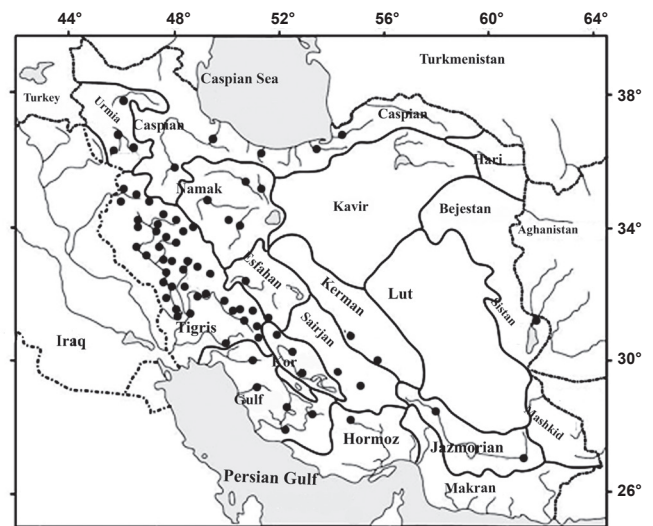 44° 48° 52° 56° 60° 64°
Turkmenistan
Caspian Sea
38°
Turkey
Urmia
Caspian
Caspian
Hari
Namak
Kavir
Bejestan
34°
Aghanistan
Esfahan
Kerman
Lut
Sistan
Sairjan
Tigris
Iraq
Kor
30°
Gulf
Mashkid
Hormoz
Jazmorian
Persian Gulf
Makran
26°